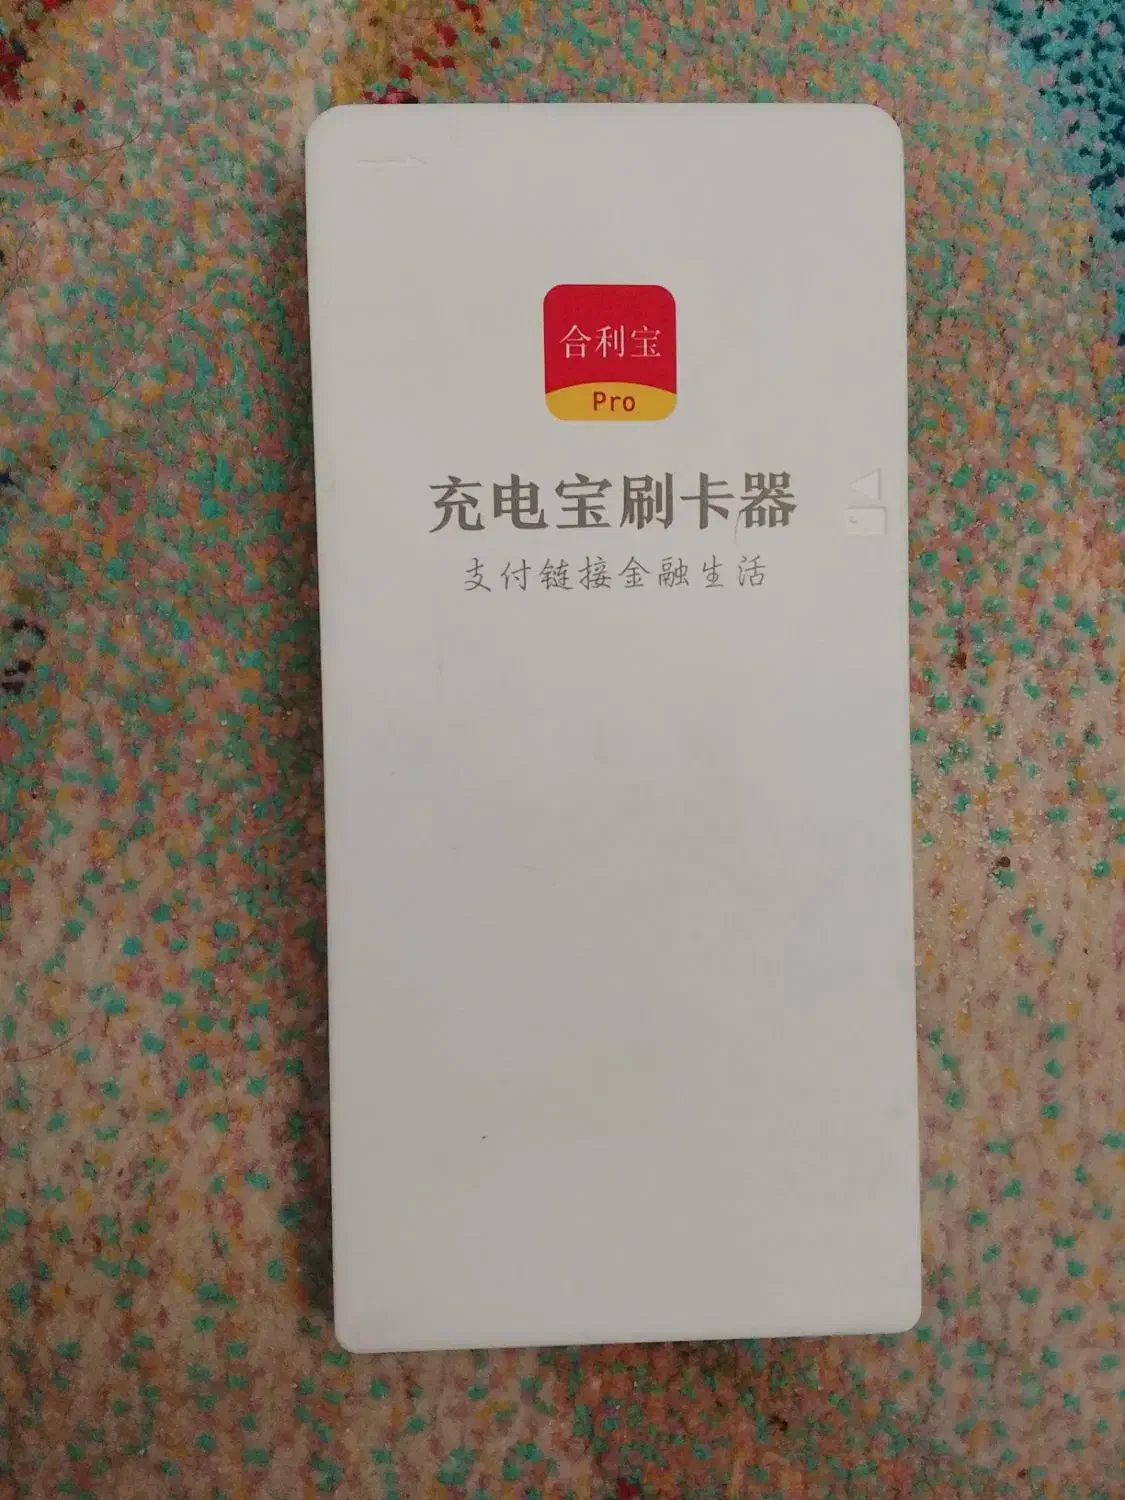 合利宝
Pro
充电宝刷卡器
支付链接金融生活